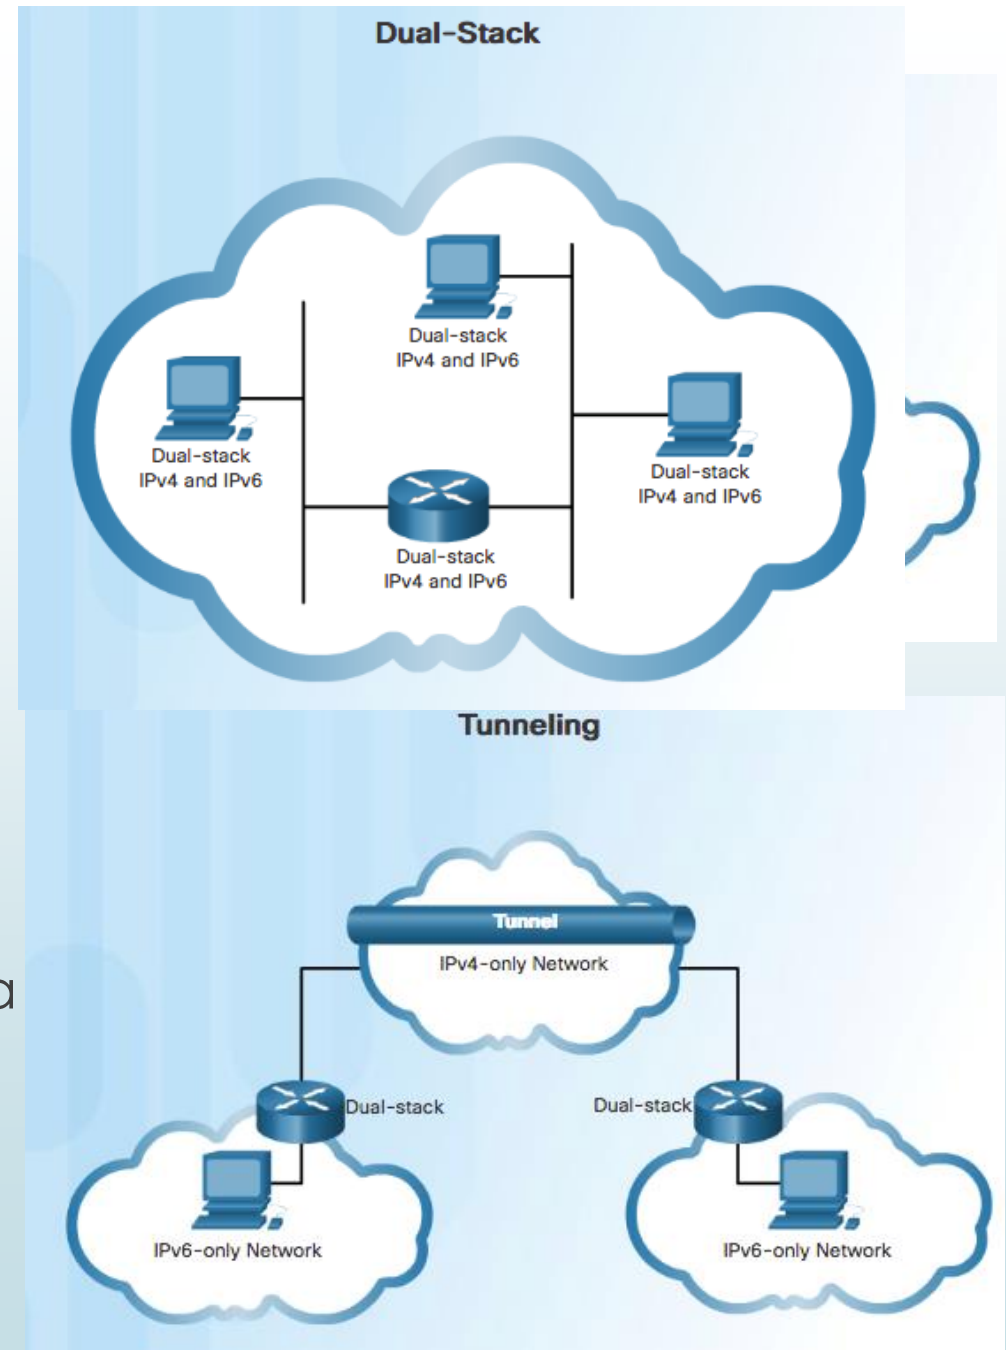 Dual-Stack
Dual-stack
IPv4 and IPv6
Dual-stack
IPv4 and IPv6
Dual-stack
IPv4 and IPv6
Dual-stack
IPv4 and IPv6
Tunneling
Tunnel
IPv4-only Network
a
Dual-stack
Dual-stack
IPv6-only Network
IPv6-only Network